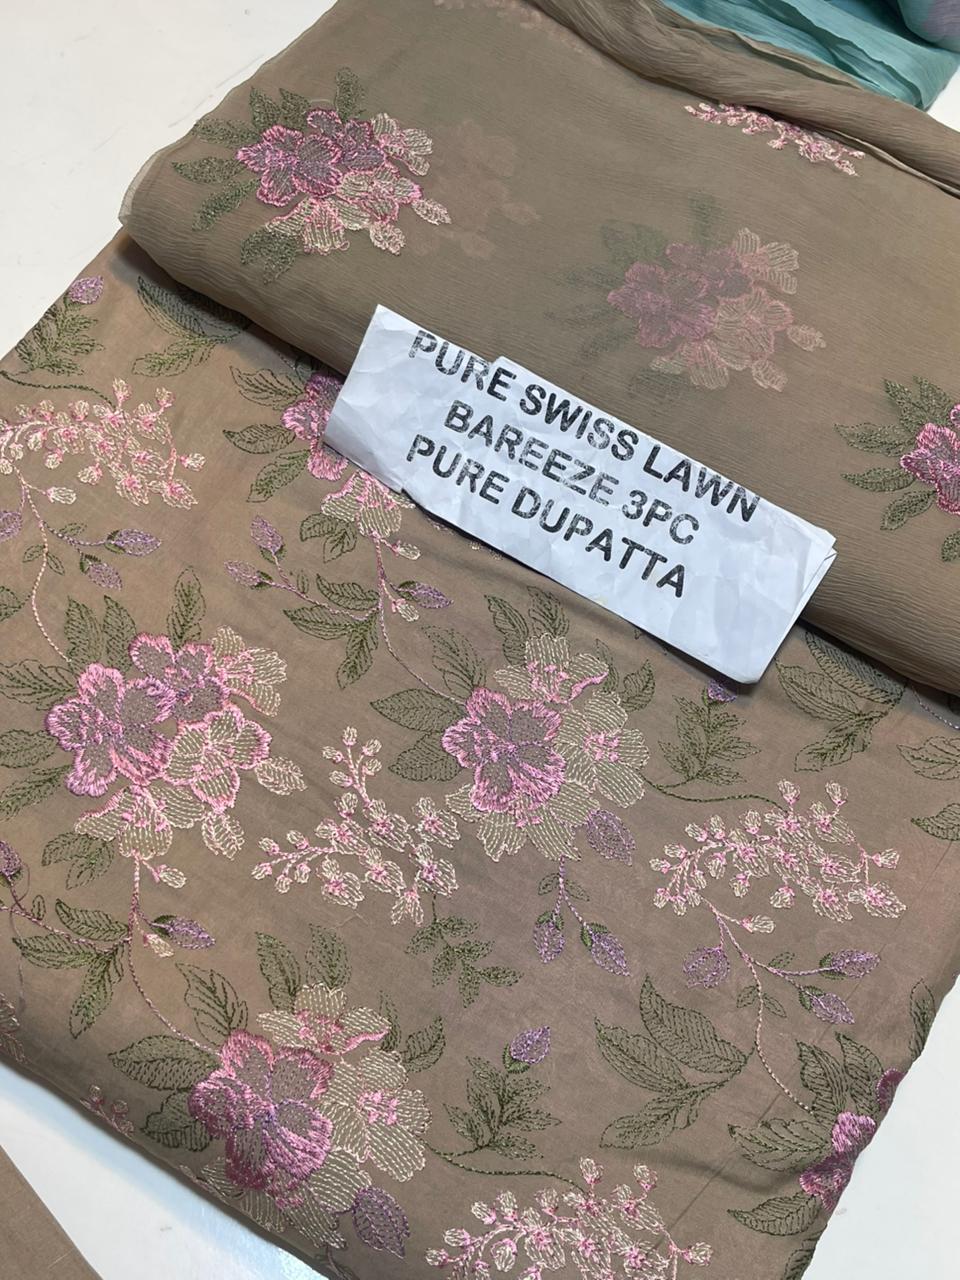 PURE SWISS LAWN
BAREEZE 3PC
PURE DUPATTA